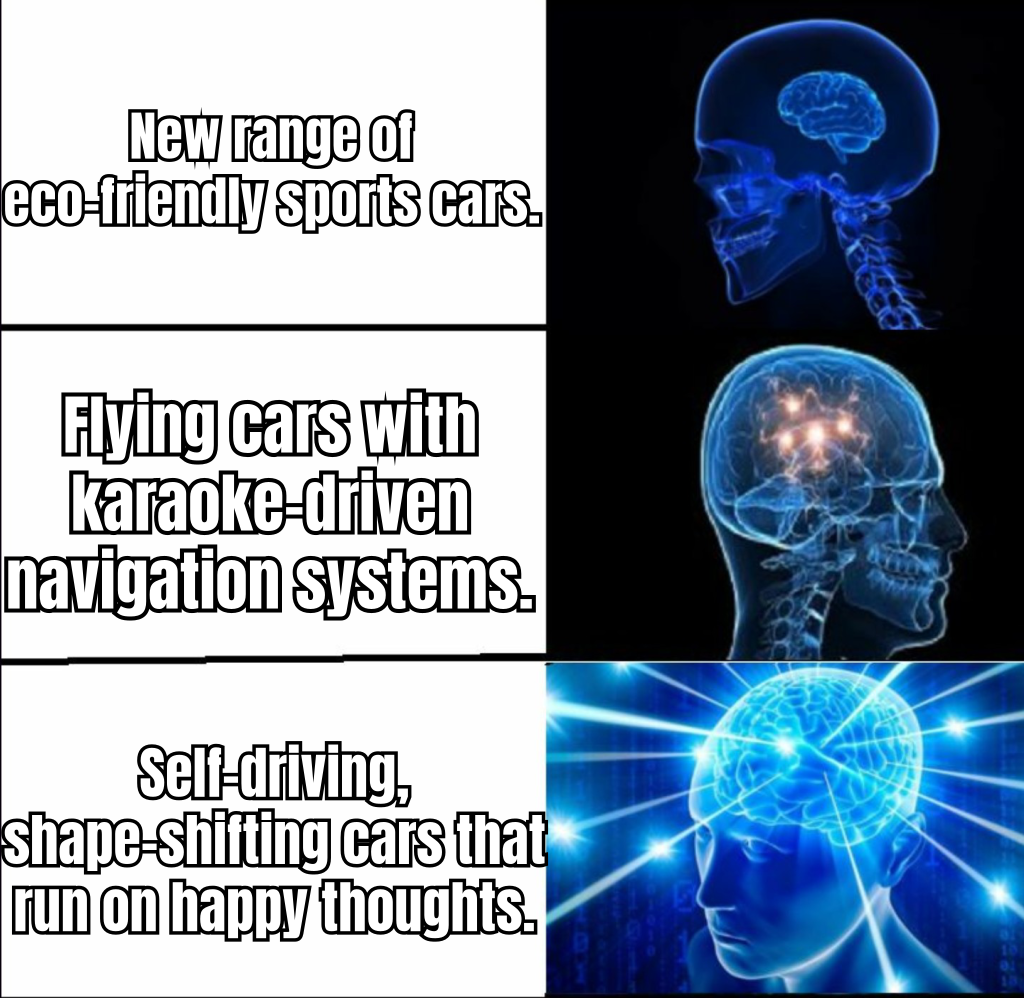 New range of
eco-friendly sports cars.
Flying cars with
karaoke-driven
navigation systems.
Self-driving,
shape-shifting cars that
run on happy thoughts.